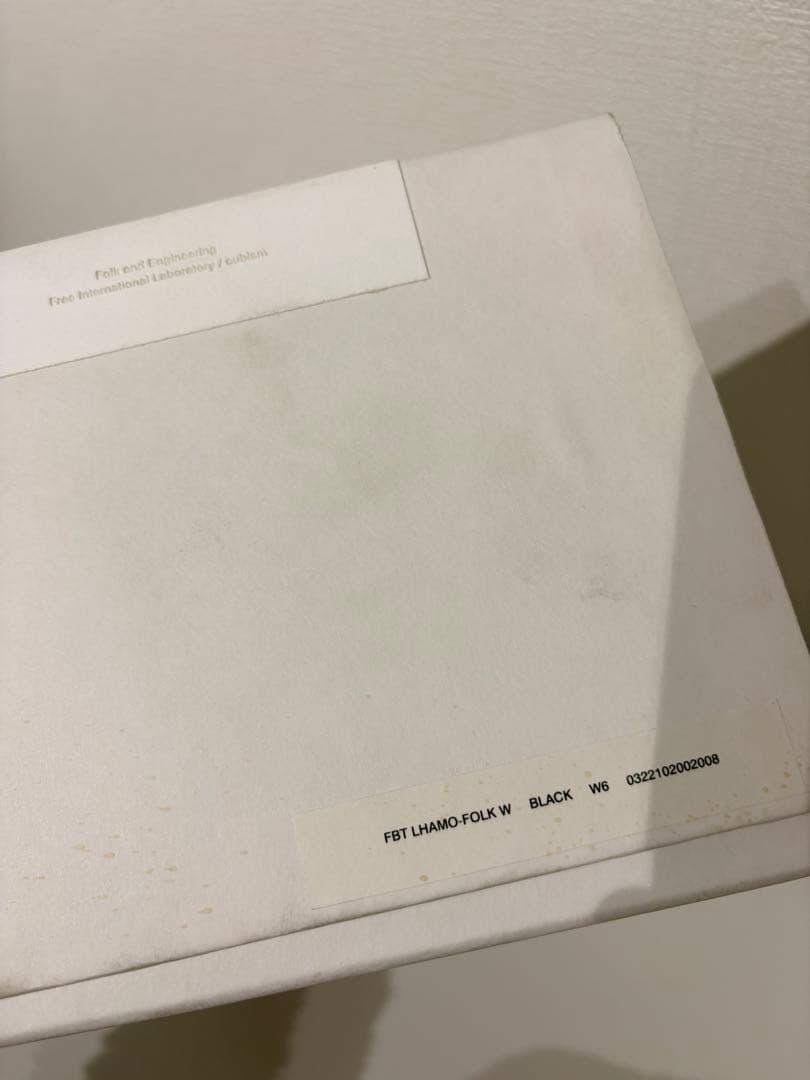 Folk and Engineering
Free International Laboratory / cubism
FBT LHAMO-FOLK W BLACK W6 0322102002008